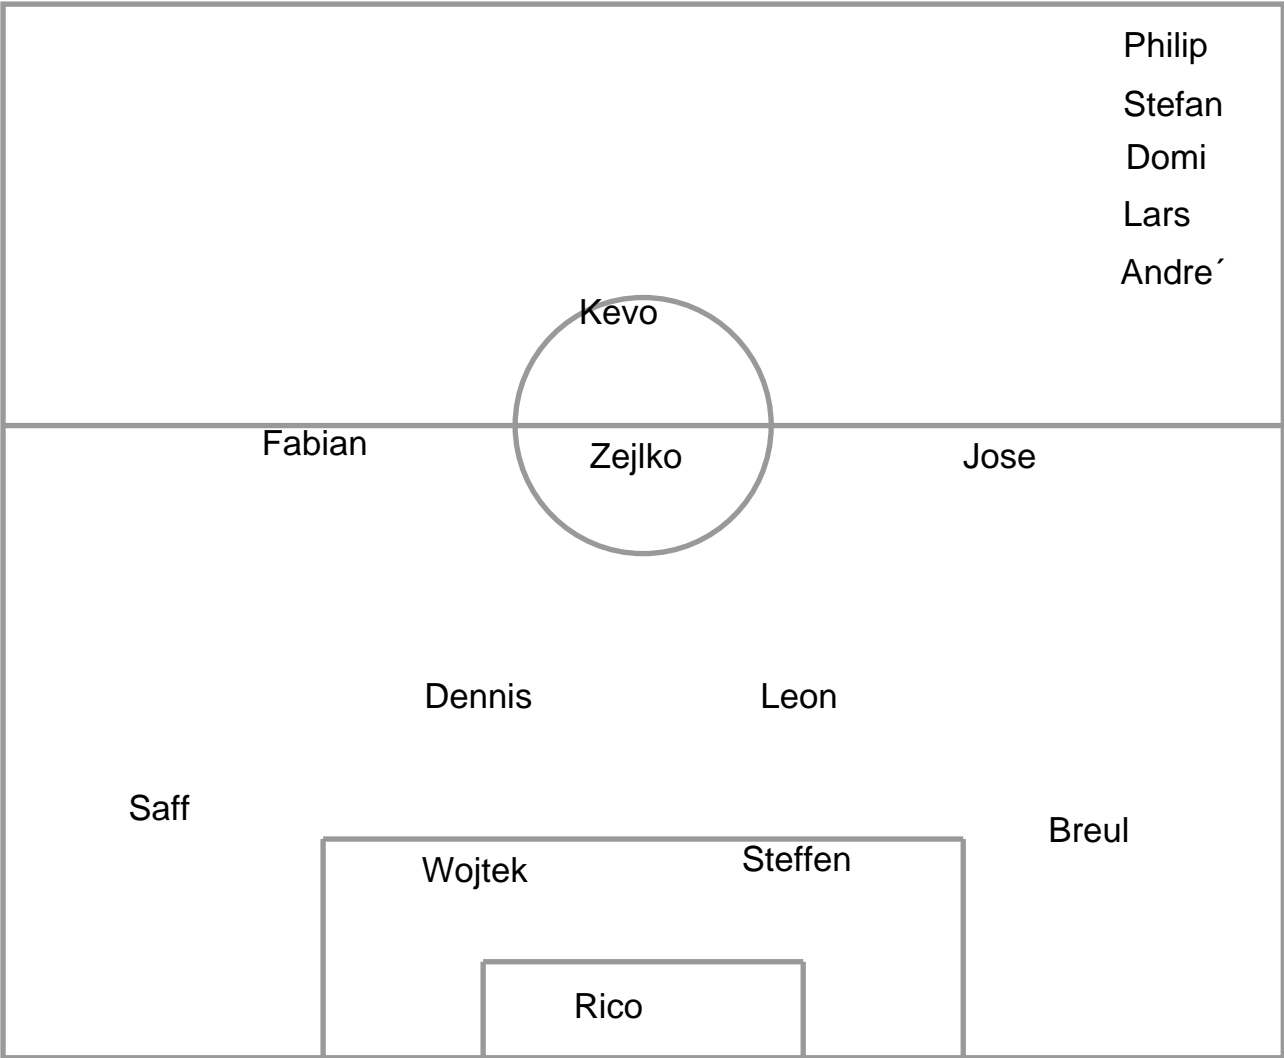 Philip
Stefan
Domi
Lars
Andre´
Kevo
Fabian
Zejlko
Jose
Dennis
Leon
Saff
Breul
Wojtek
Steffen
Rico